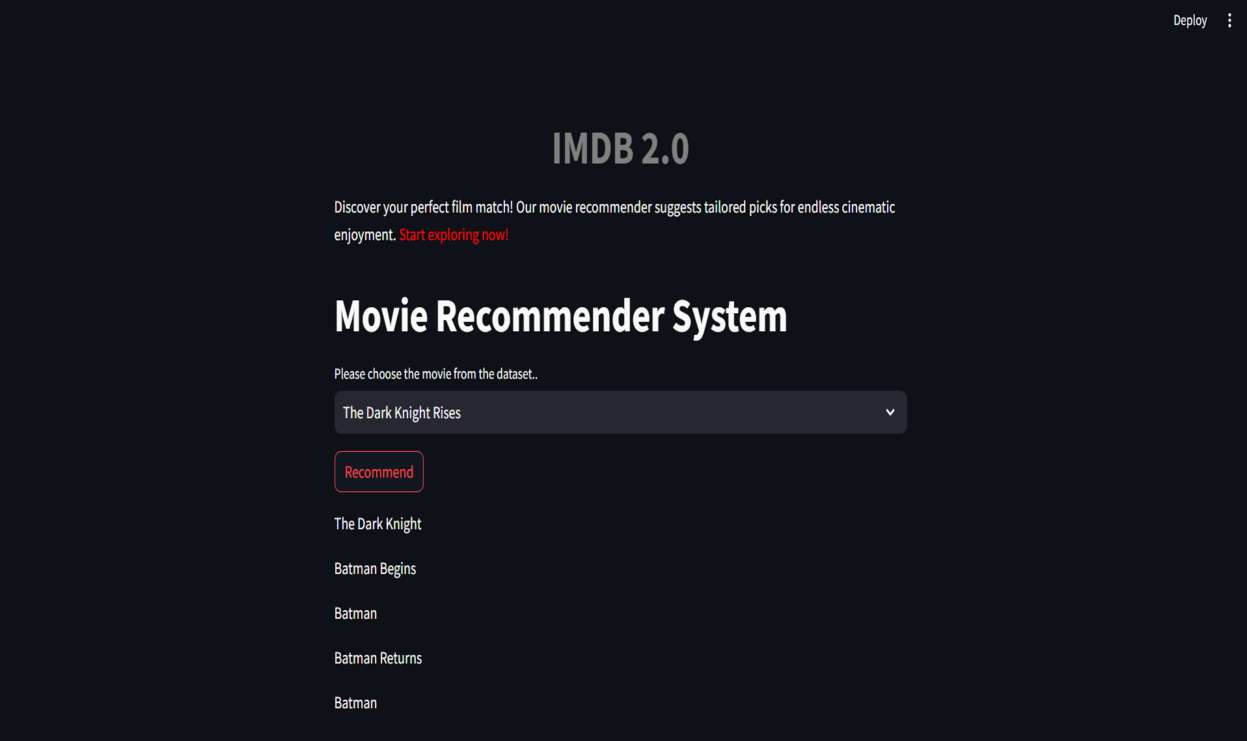 Deploy
IMDB 2.0
Discover your perfect film match! Our movie recommender suggests tailored picks for endless cinematic
enjoyment. Start exploring now!
Movie Recommender System
Please choose the movie from the dataset..
The Dark Knight Rises
Recommend
The Dark Knight
Batman Begins
Batman
Batman Returns
Batman